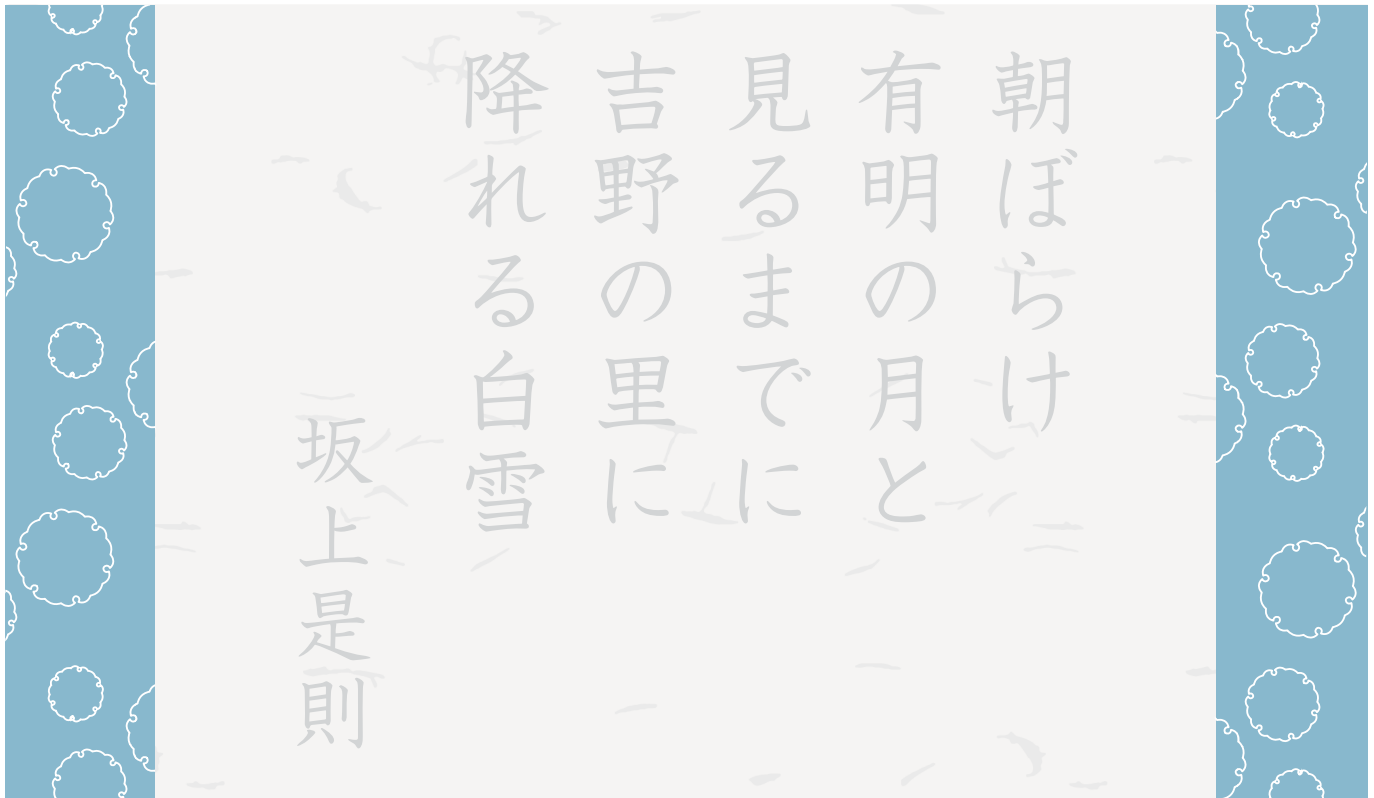 朝ぼらけ
有明の月と
見るまでに
吉野の里に
降れる白雪
坂上是則